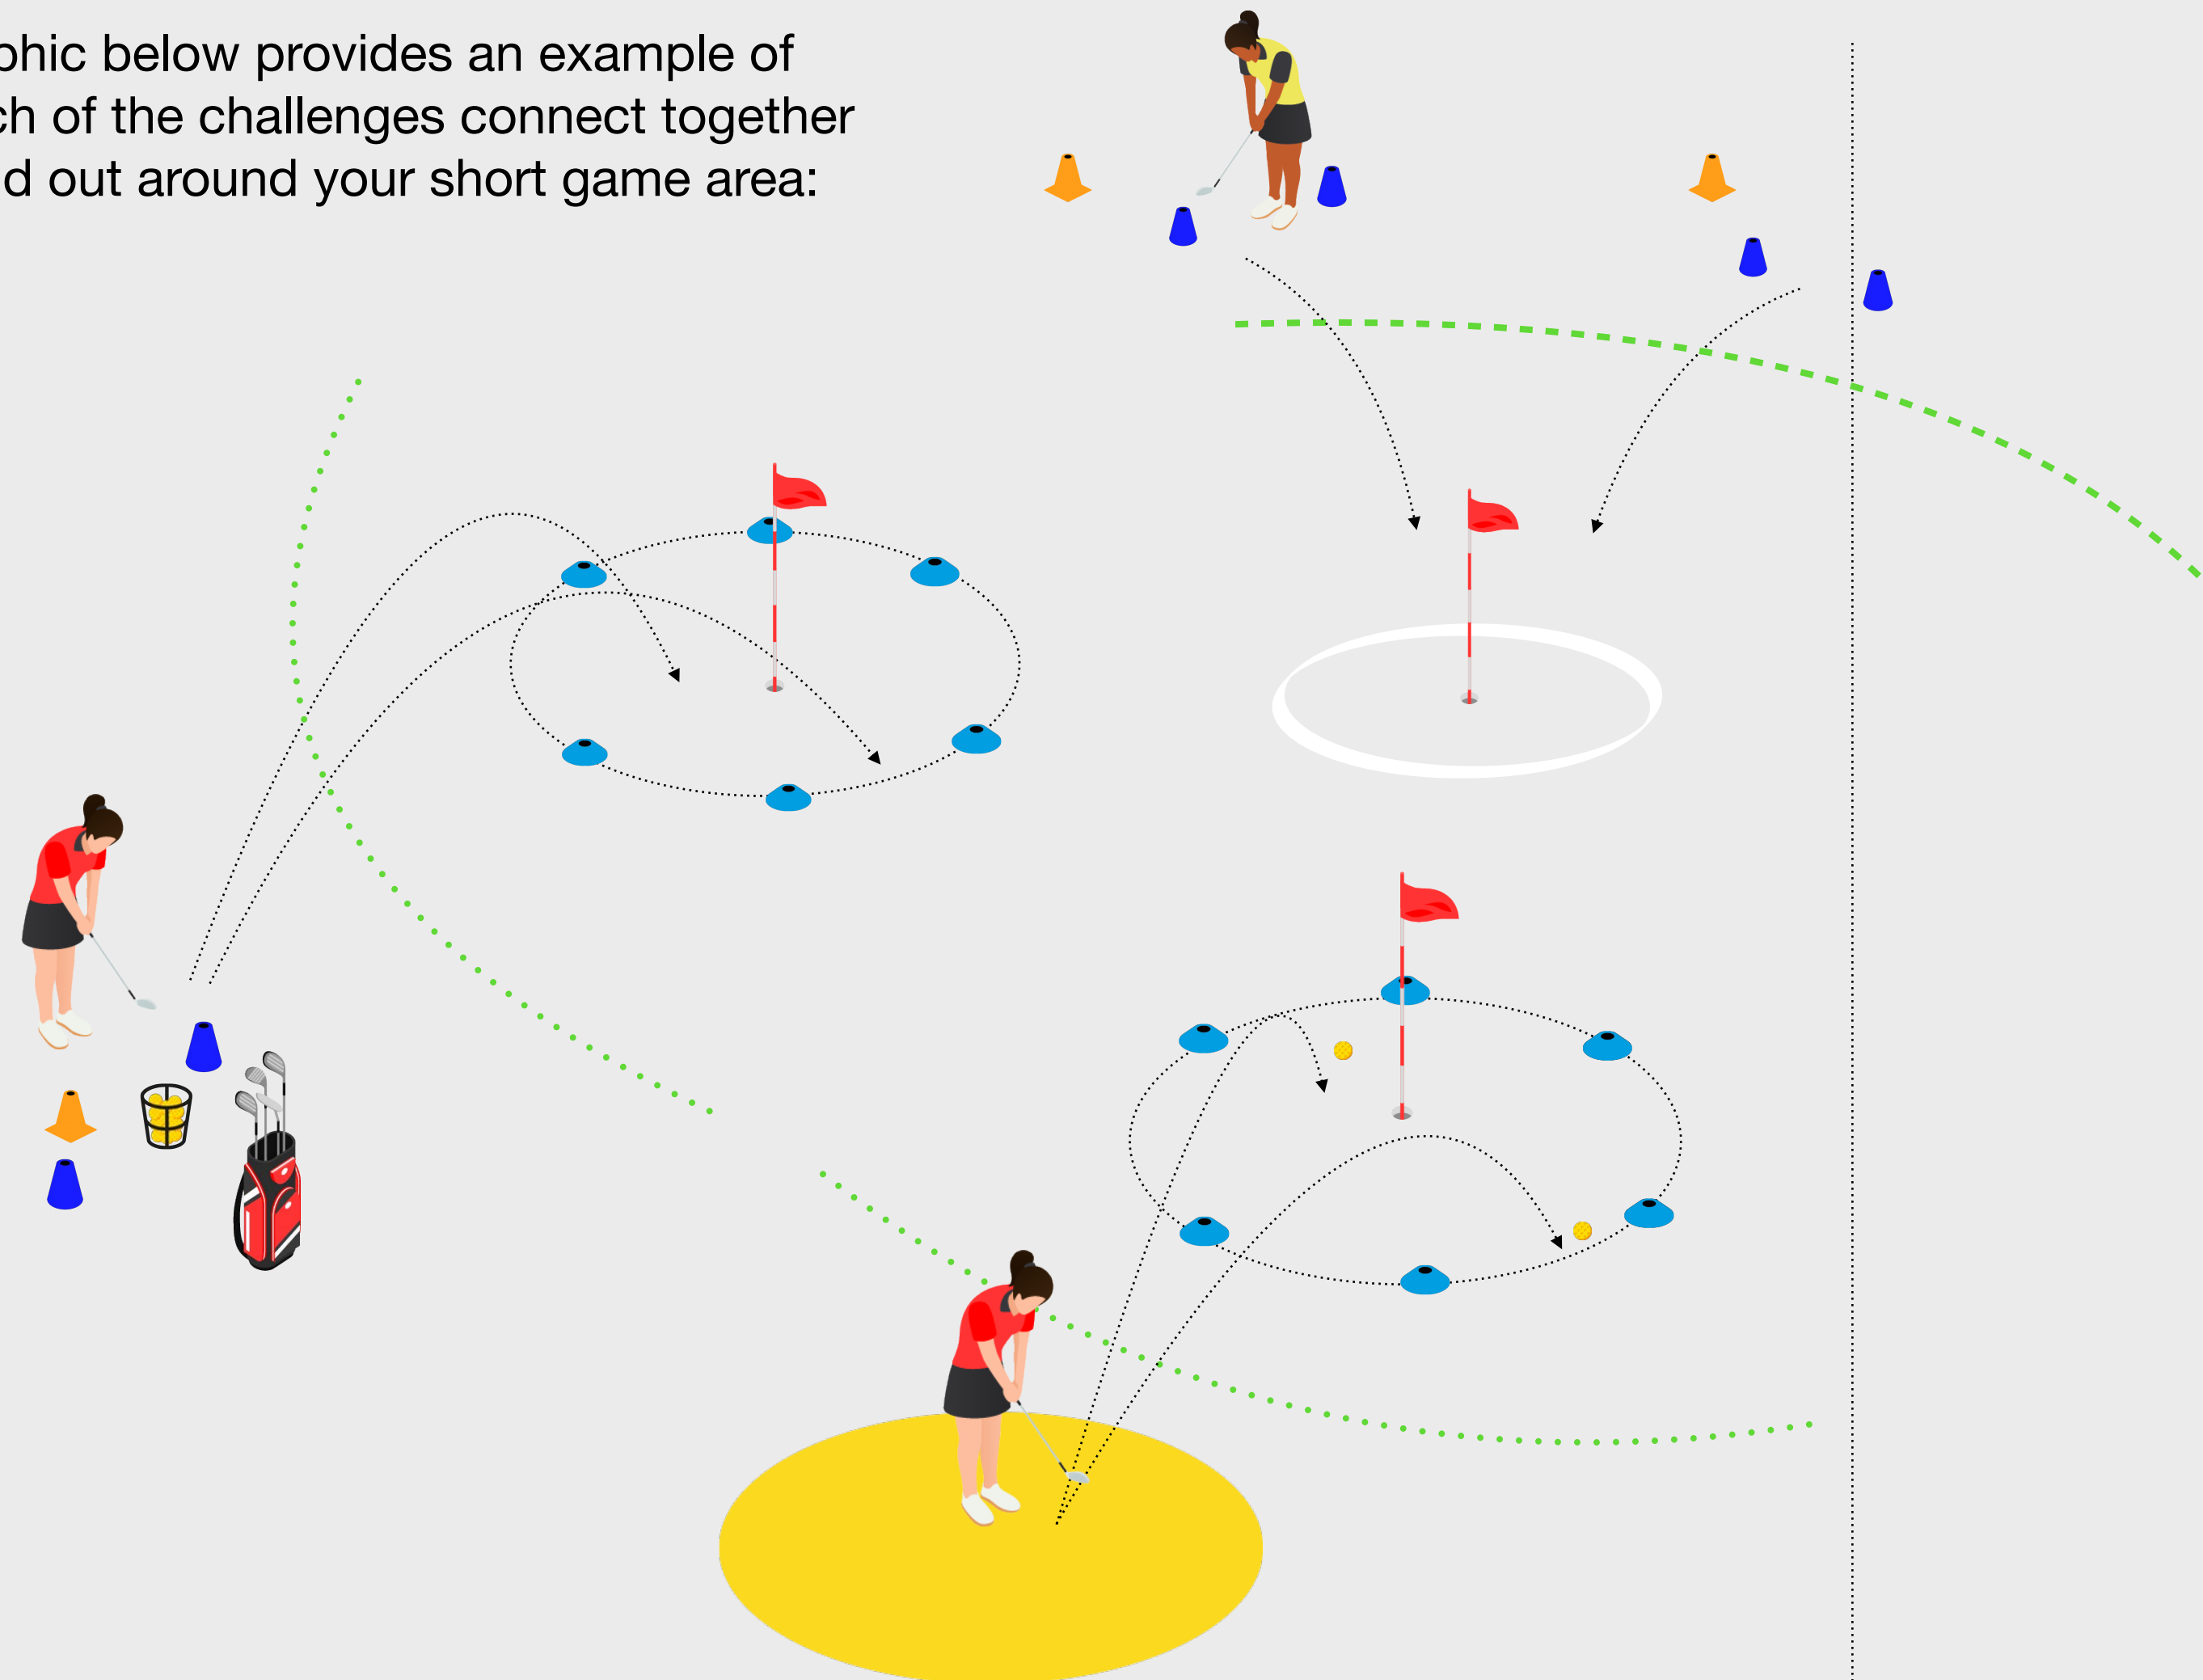 phic below provides an example of
ch of the challenges connect together
d out around your short game area: